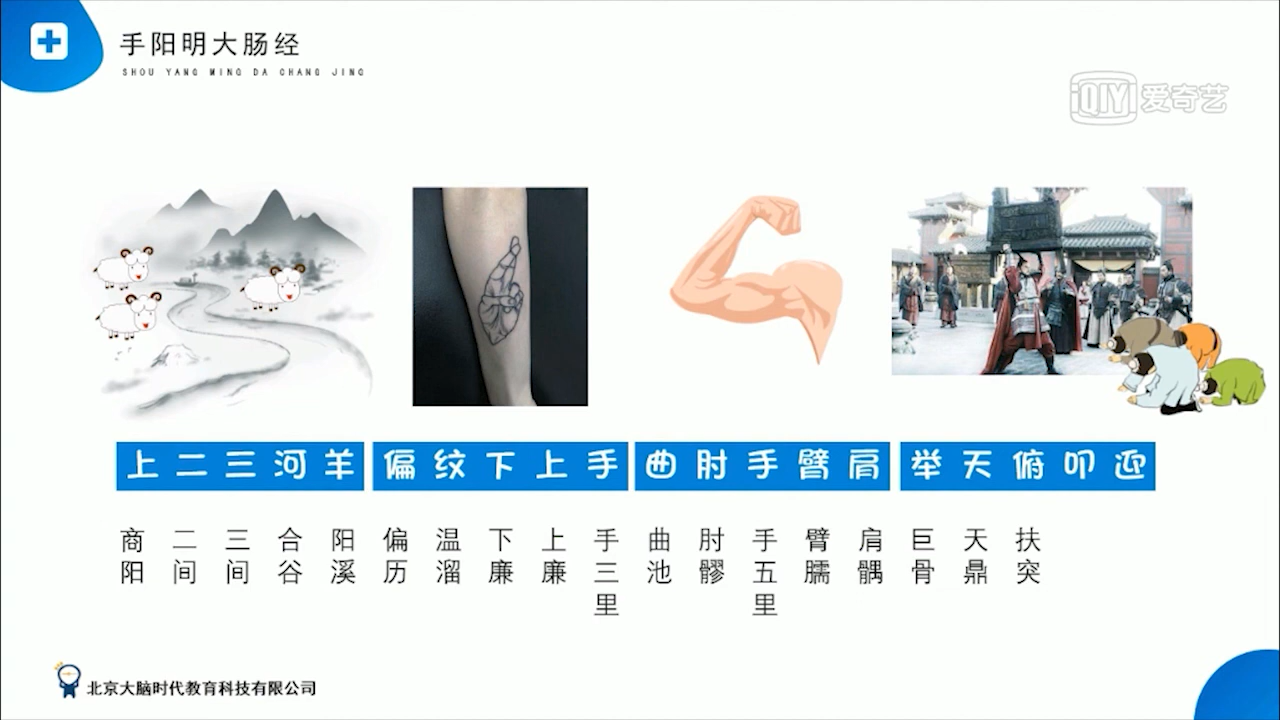 手阳明大肠经
SHOU YANG MING DA CHANG JING
iQIYI 爱奇艺
上二三河羊 偏纹下上手 曲肘手臂肩 举天俯叩迎
商阳 二间 三间 合谷 阳溪 偏历 温溜 下廉 上廉 手三里 曲池 肘髎 手五里 臂臑 肩髃 巨骨 天鼎 扶突
北京大脑时代教育科技有限公司